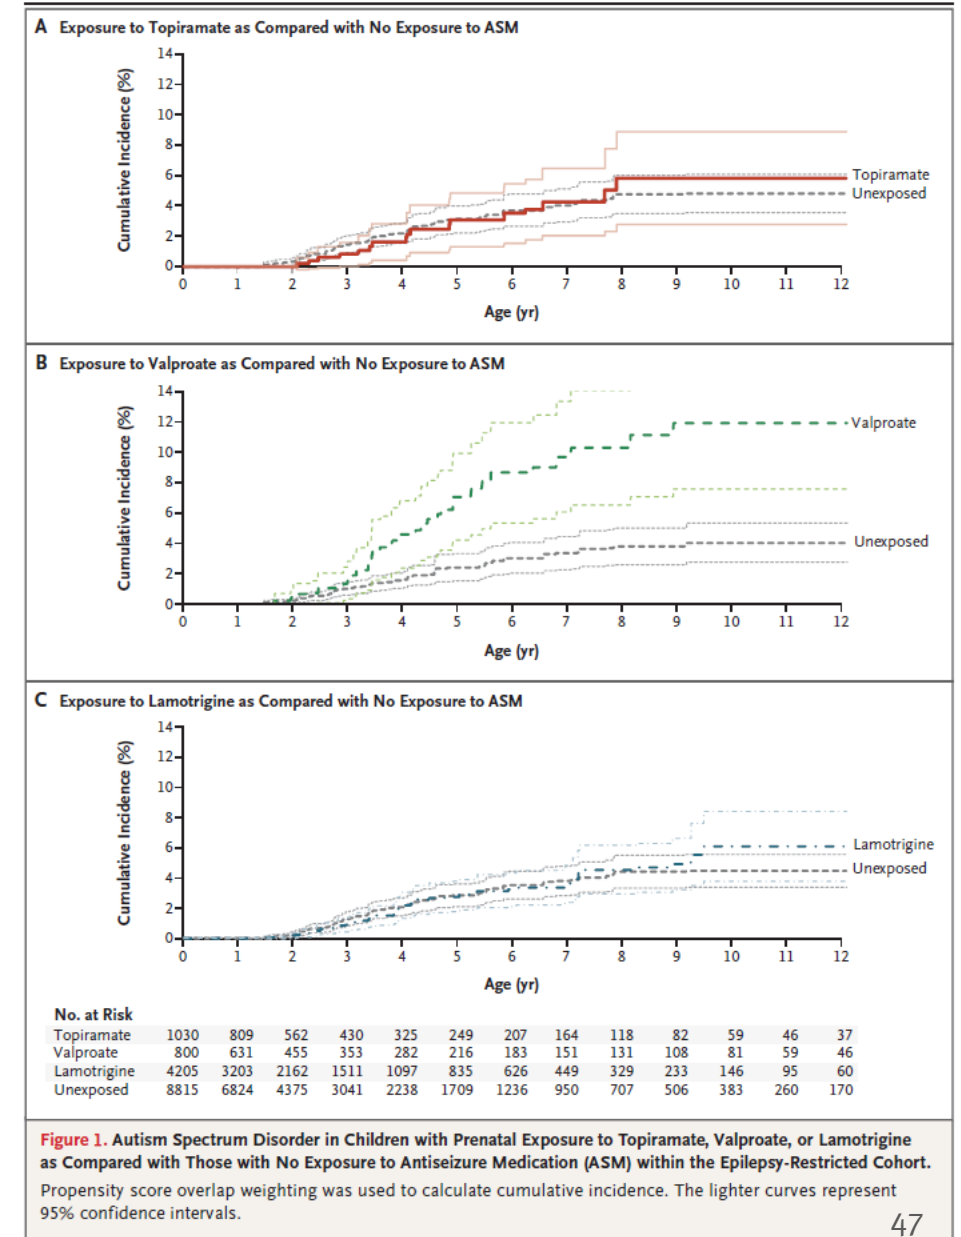 A Exposure to Topiramate as Compared with No Exposure to ASM
14
12
10
8
6
4
2
0
Cumulative Incidence (%)
Topiramate
Unexposed
0 1 2 3 4 5 6 7 8 9 10 11 12
Age (yr)
B Exposure to Valproate as Compared with No Exposure to ASM
14
12
10
8
6
4
2
0
Cumulative Incidence (%)
Valproate
Unexposed
0 1 2 3 4 5 6 7 8 9 10 11 12
Age (yr)
C Exposure to Lamotrigine as Compared with No Exposure to ASM
14
12
10
8
6
4
2
0
Cumulative Incidence (%)
Lamotrigine
Unexposed
0 1 2 3 4 5 6 7 8 9 10 11 12
Age (yr)
No. at Risk
Topiramate 1030 809 562 430 325 249 207 164 118 82 59 46 37
Valproate 800 631 455 353 282 216 183 151 131 108 81 59 46
Lamotrigine 4205 3203 2162 1511 1097 835 626 449 329 233 146 95 60
Unexposed 8815 6824 4375 3041 2238 1709 1236 950 707 506 383 260 170
Figure 1. Autism Spectrum Disorder in Children with Prenatal Exposure to Topiramate, Valproate, or Lamotrigine
as Compared with Those with No Exposure to Antiseizure Medication (ASM) within the Epilepsy-Restricted Cohort.
Propensity score overlap weighting was used to calculate cumulative incidence. The lighter curves represent
95% confidence intervals.
47